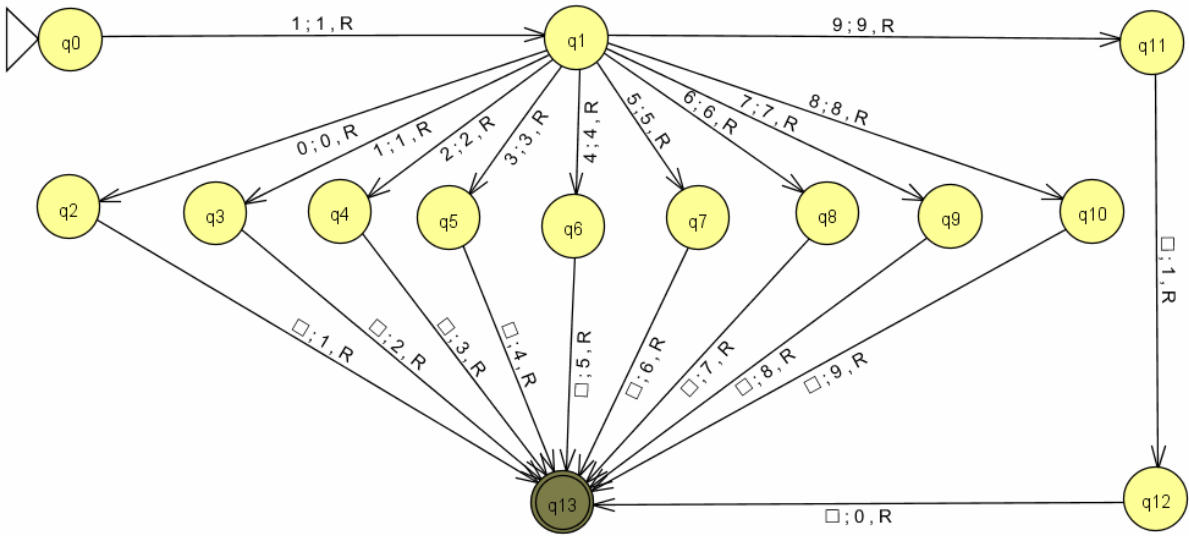 1 ; 1 , R
9 ; 9 , R
q0
q1
q11
0 ; 0 , R
1 ; 1 , R
2 ; 2 , R
3 ; 3 , R
4 ; 4 , R
5 ; 5 , R
6 ; 6 , R
7 ; 7 , R
8 ; 8 , R
q2
q3
q4
q5
q6
q7
q8
q9
q10
□ ; 1 , R
□ ; 1 , R
□ ; 2 , R
□ ; 3 , R
□ ; 4 , R
□ ; 5 , R
□ ; 6 , R
□ ; 7 , R
□ ; 8 , R
□ ; 9 , R
q13
q12
□ ; 0 , R